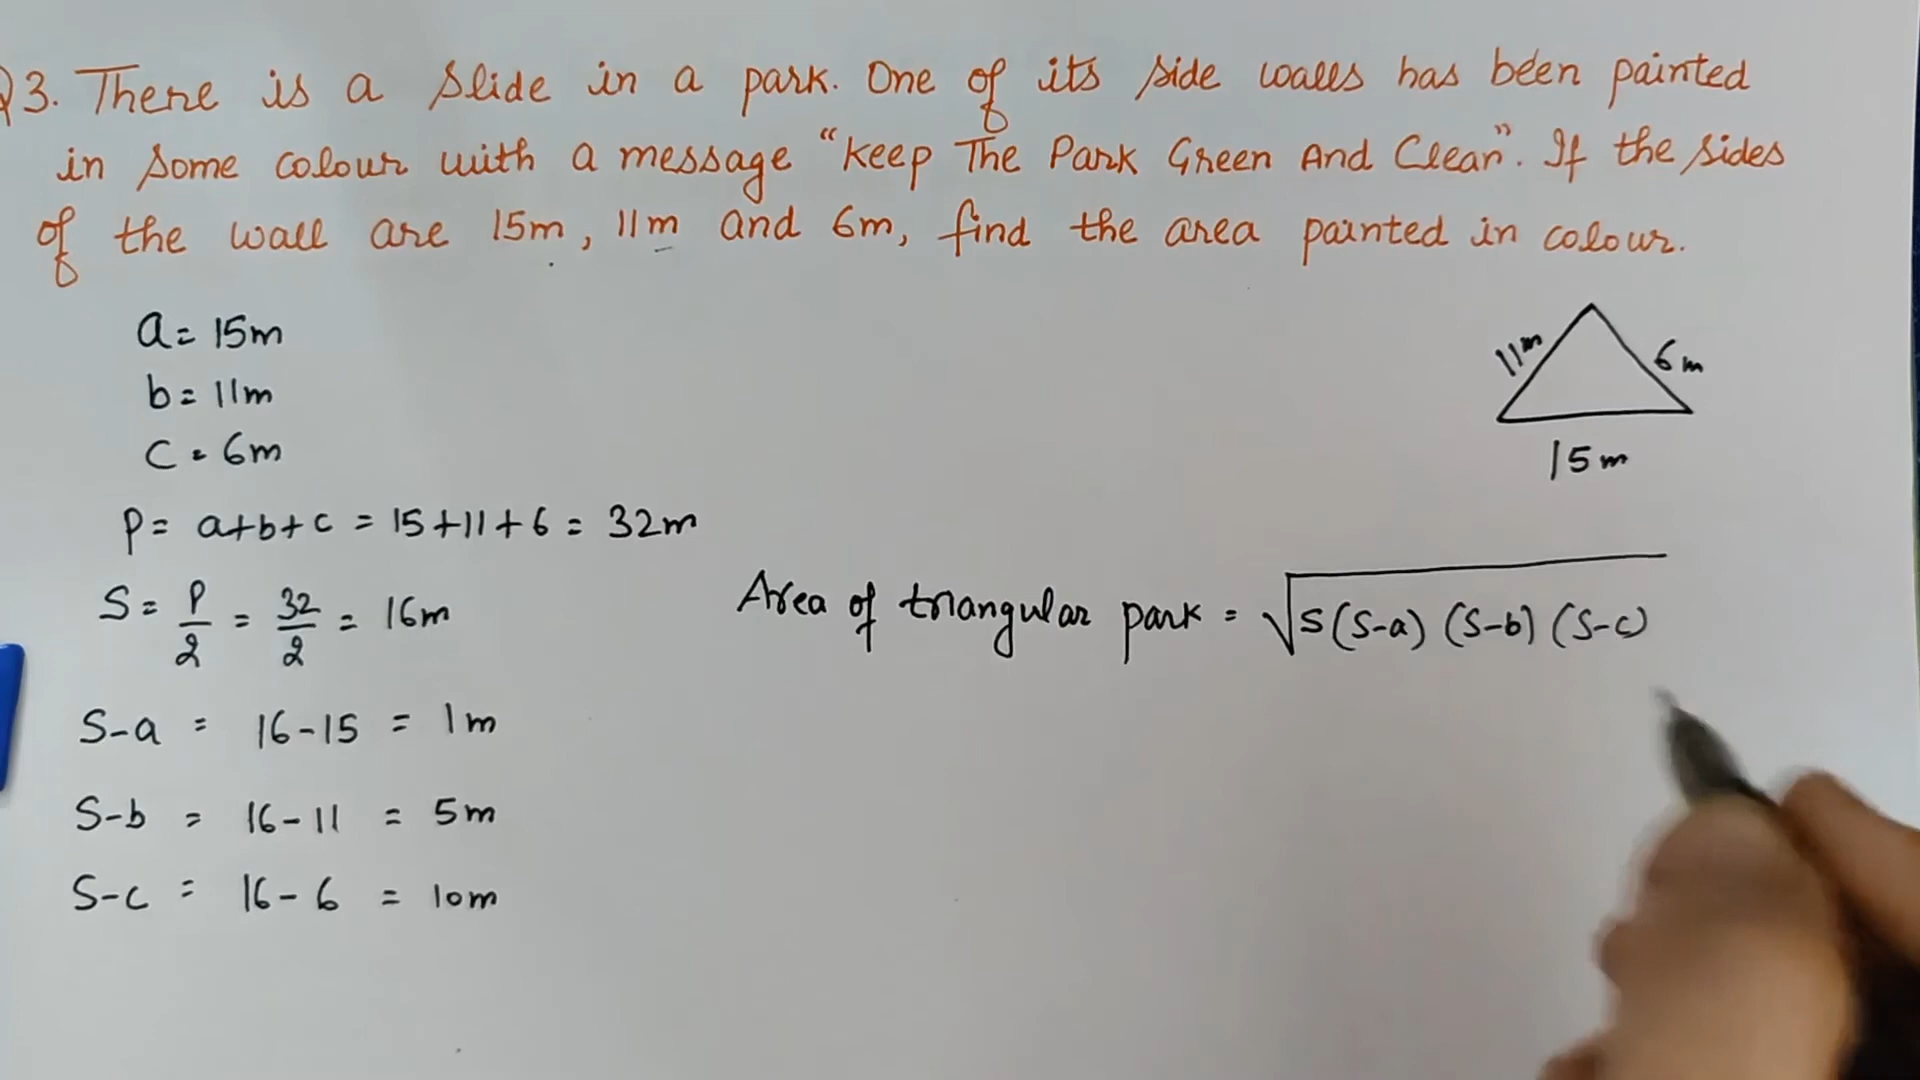 Q3. There is a slide in a park. One of its side walls has been painted
in some colour with a message "Keep The Park Green And Clean". If the sides
of the wall are 15m, 11m and 6m, find the area painted in colour.
a = 15m
b = 11m
c = 6m
11m
6m
15m
P = a+b+c = 15+11+6 = 32m
S = P/2 = 32/2 = 16m
Area of triangular park = √S(S-a) (S-b) (S-c)
S-a = 16-15 = 1m
S-b = 16-11 = 5m
S-c = 16-6 = 10m